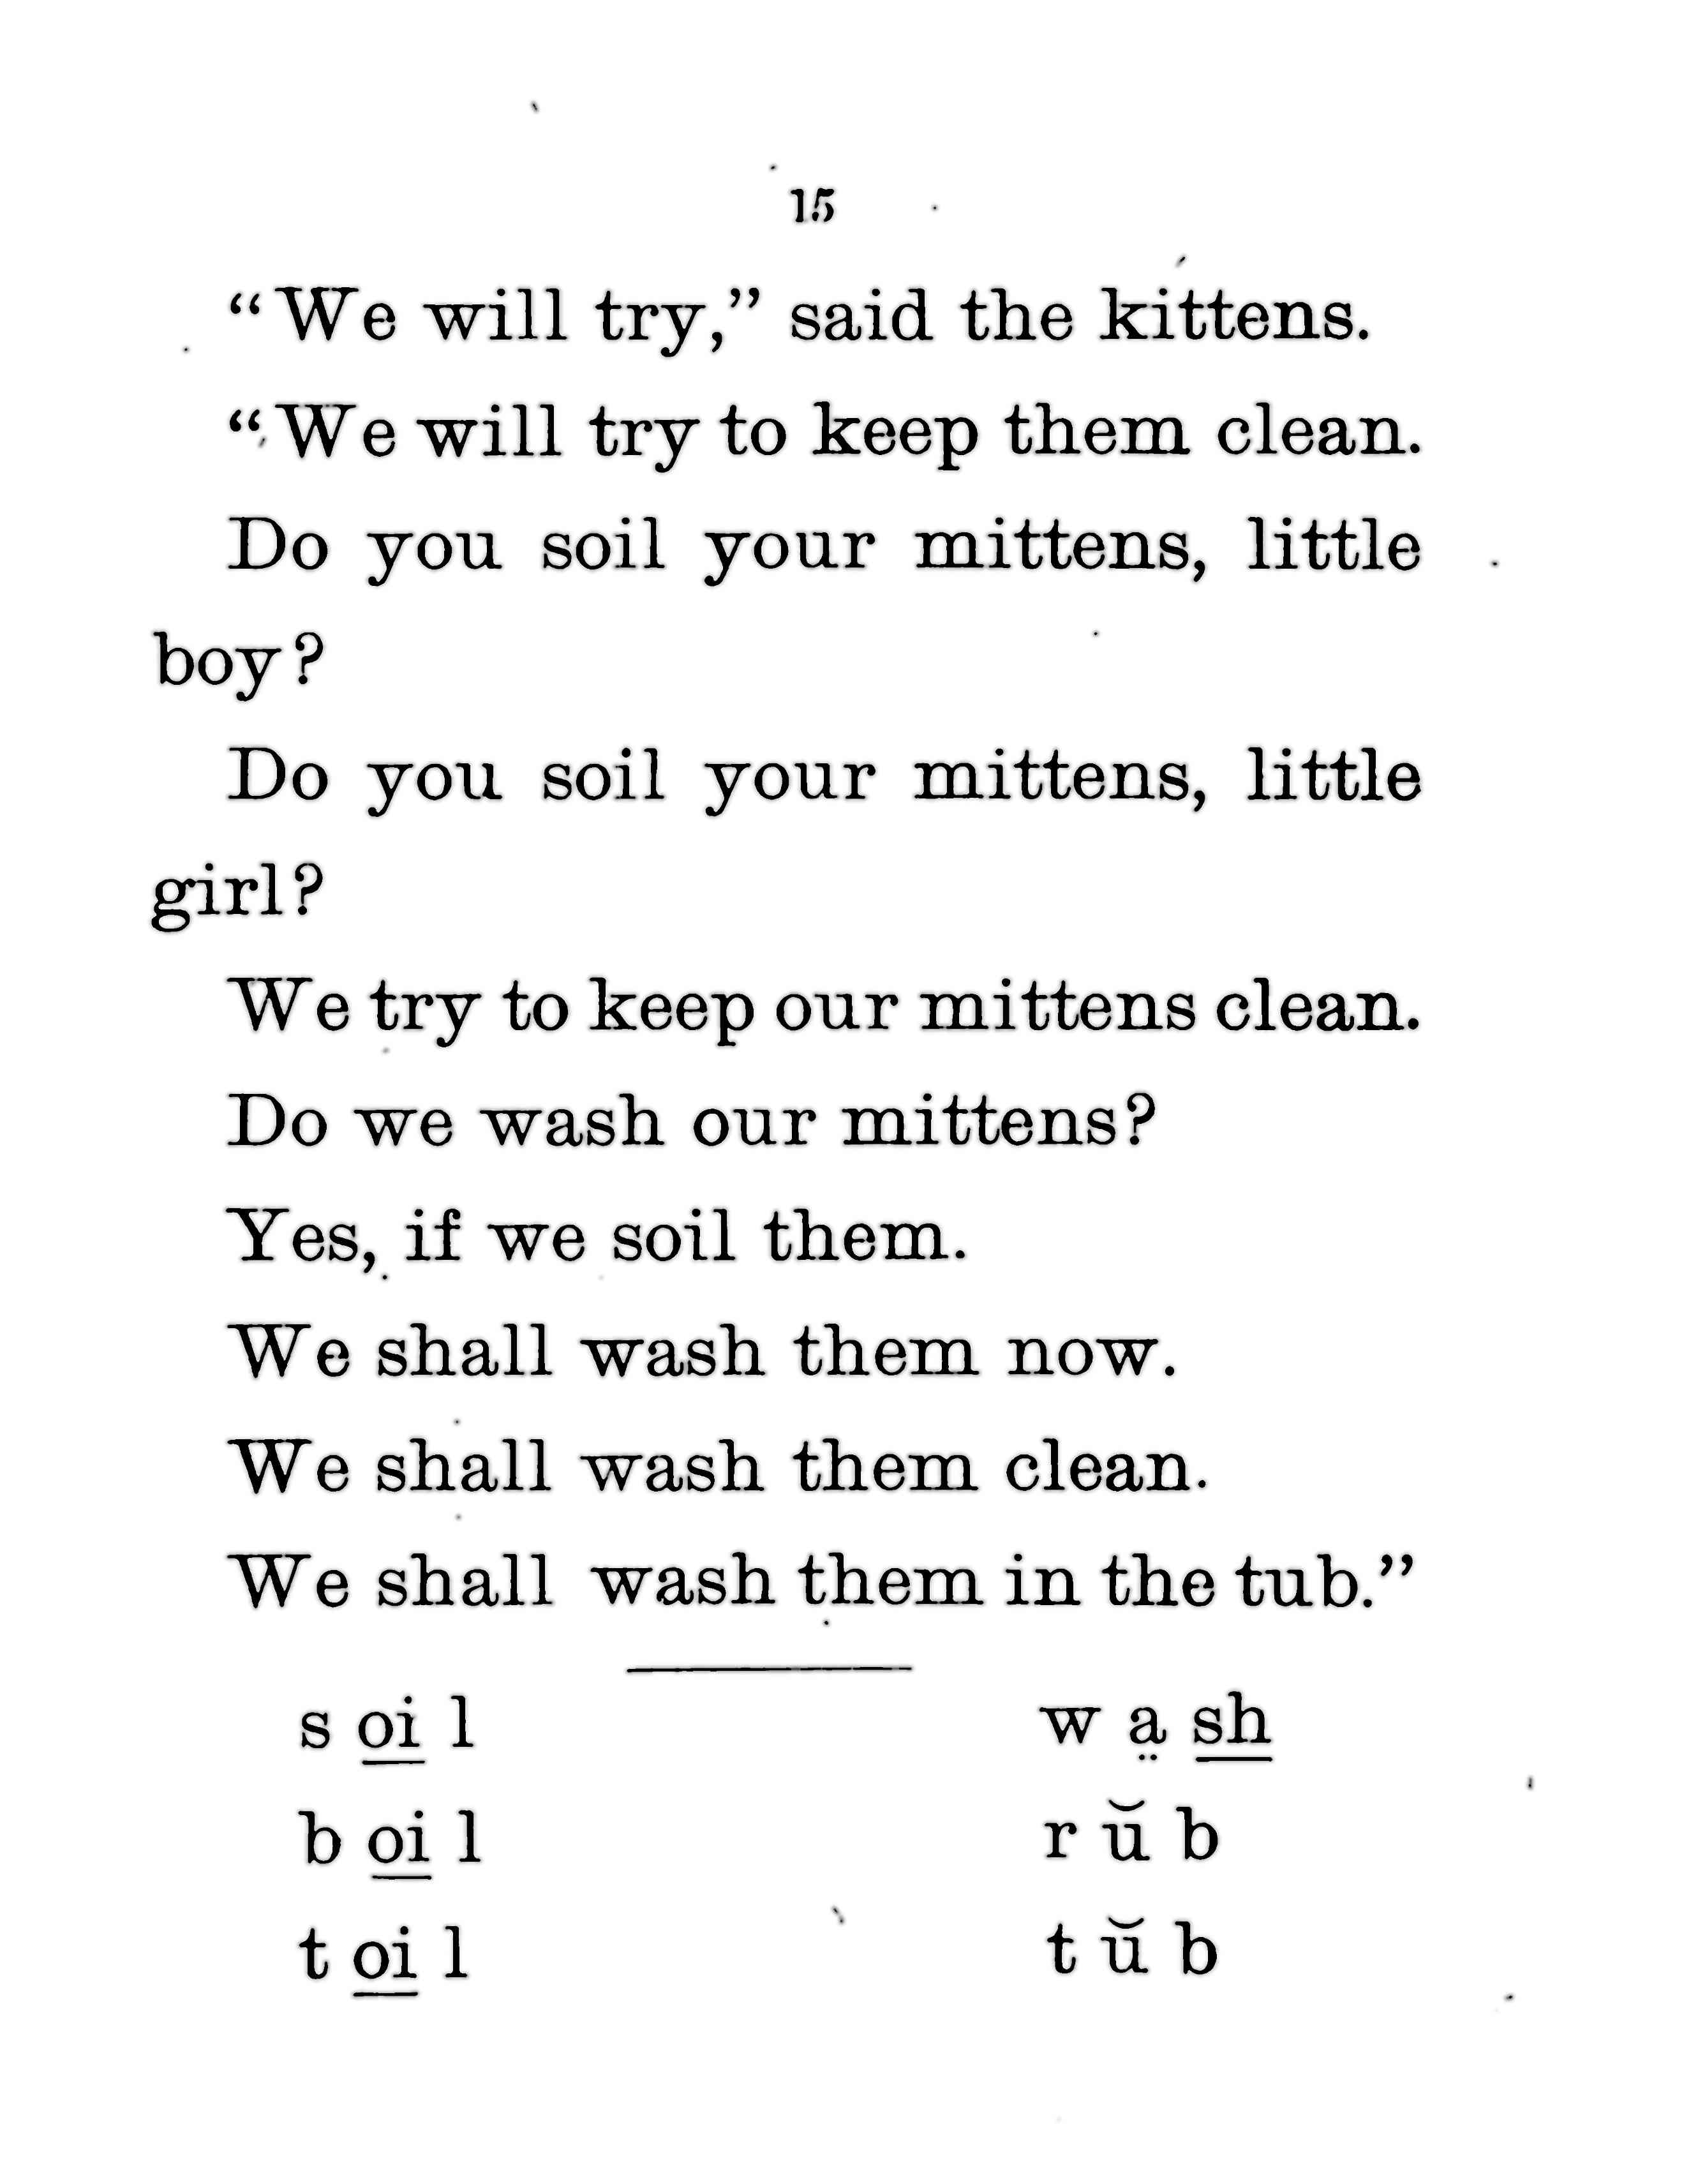 15
“We will try,” said the kittens.
“We will try to keep them clean.
Do you soil your mittens, little
boy?
Do you soil your mittens, little
girl?
We try to keep our mittens clean.
Do we wash our mittens?
Yes, if we soil them.
We shall wash them now.
We shall wash them clean.
We shall wash them in the tub.”
s oi l w a̤ sh
b oi l r ŭ b
t oi l t ŭ b